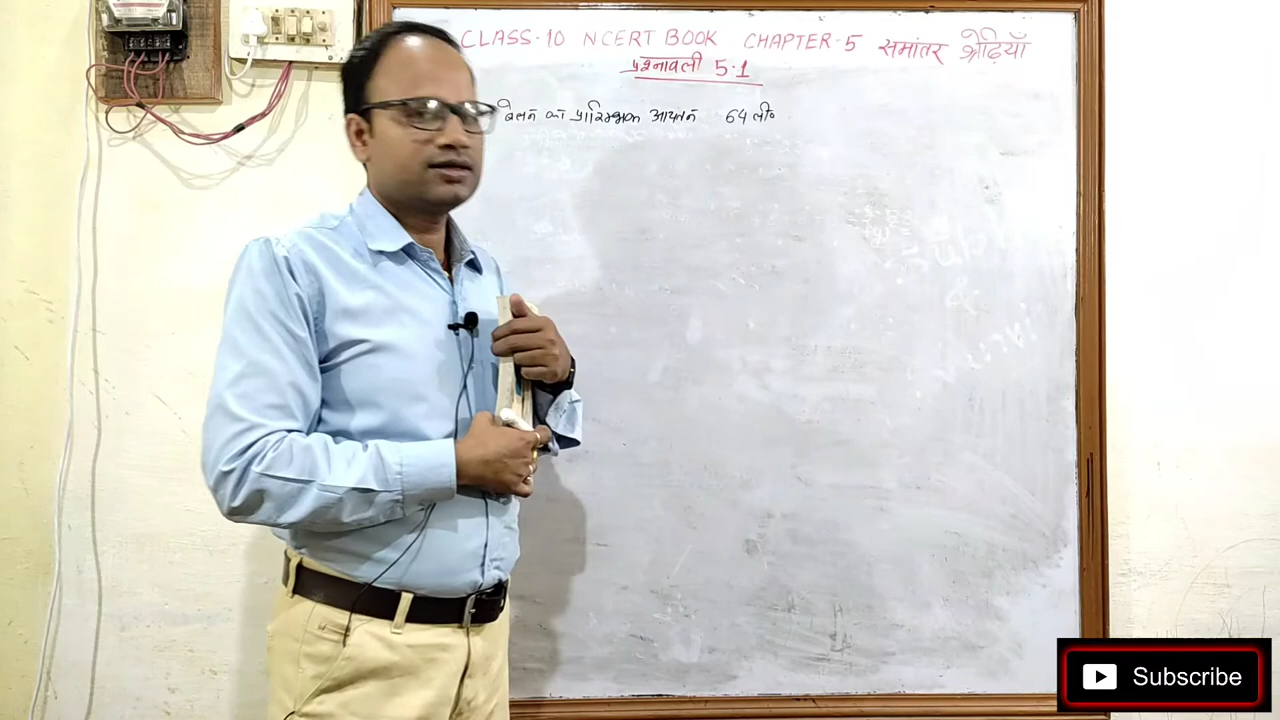 CLASS-10 NCERT BOOK CHAPTER-5 समांतर श्रेढ़ियाँ
प्रश्नावली 5.1
बेलन का प्रारम्भिक आयतन 64 ली०
Subscribe